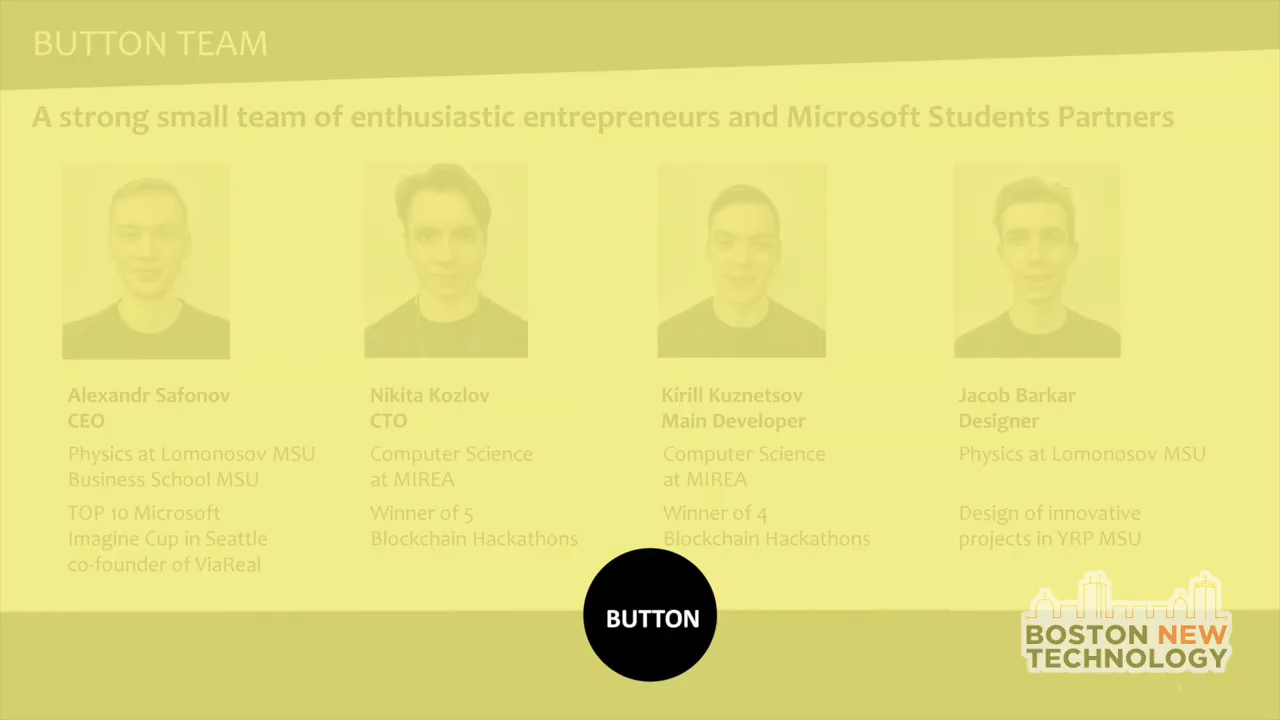 BUTTON TEAM
A strong small team of enthusiastic entrepreneurs and Microsoft Students Partners
Alexandr Safonov
CEO
Physics at Lomonosov MSU
Business School MSU
TOP 10 Microsoft
Imagine Cup in Seattle
co-founder of ViaReal
Nikita Kozlov
CTO
Computer Science
at MIREA
Winner of 5
Blockchain Hackathons
Kirill Kuznetsov
Main Developer
Computer Science
at MIREA
Winner of 4
Blockchain Hackathons
Jacob Barkar
Designer
Physics at Lomonosov MSU
Design of innovative
projects in YRP MSU
BUTTON
BOSTON NEW
TECHNOLOGY
3